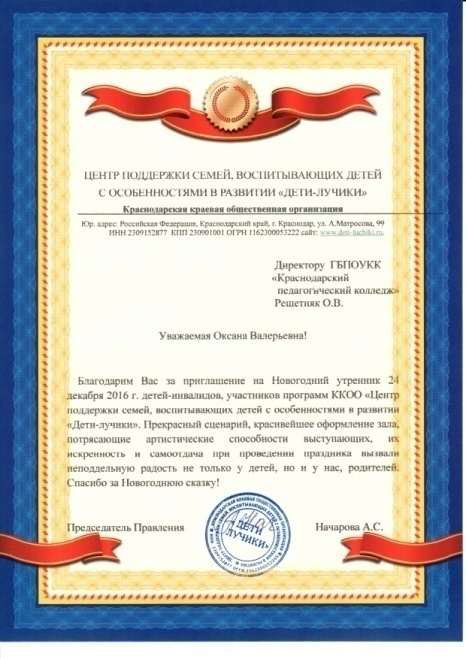 ЦЕНТР ПОДДЕРЖКИ СЕМЕЙ, ВОСПИТЫВАЮЩИХ ДЕТЕЙ
С ОСОБЕННОСТЯМИ В РАЗВИТИИ «ДЕТИ-ЛУЧИКИ»
Краснодарская краевая общественная организация
Юр. адрес: Российская Федерация, Краснодарский край, г. Краснодар, ул. А.Матросова, 99
ИНН 2309152877 КПП 230901001 ОГРН 1162300053222 сайт: www.deti-luchiki.ru.
Директору ГБПОУКК
«Краснодарский
педагогический колледж»
Решетняк О.В.
Уважаемая Оксана Валерьевна!
Благодарим Вас за приглашение на Новогодний утренник 24
декабря 2016 г. детей-инвалидов, участников программ ККОО «Центр
поддержки семей, воспитывающих детей с особенностями в развитии
«Дети-лучики». Прекрасный сценарий, красивейшее оформление зала,
потрясающие артистические способности выступающих, их
искренность и самоотдача при проведении праздника вызвали
неподдельную радость не только у детей, но и у нас, родителей.
Спасибо за Новогоднюю сказку!
Председатель Правления
Начарова А.С.
ДЕТИ
ЛУЧИКИ